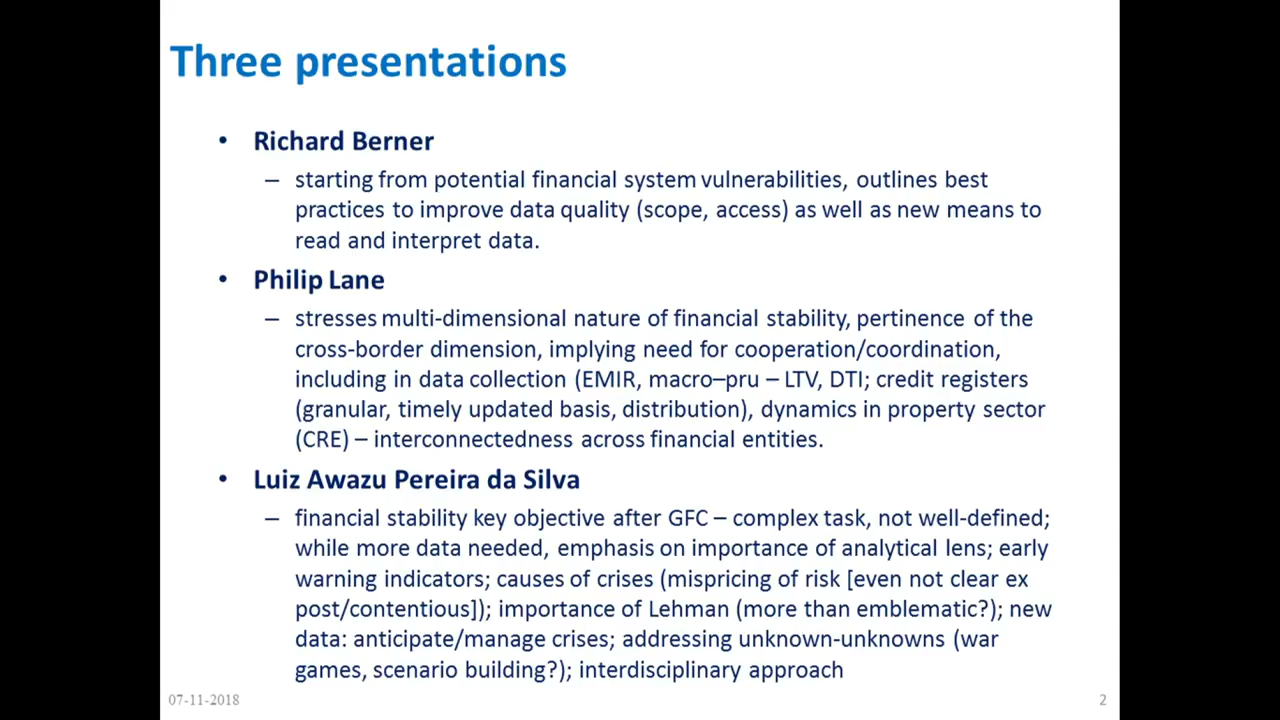 Three presentations
• Richard Berner
– starting from potential financial system vulnerabilities, outlines best
practices to improve data quality (scope, access) as well as new means to
read and interpret data.
• Philip Lane
– stresses multi-dimensional nature of financial stability, pertinence of the
cross-border dimension, implying need for cooperation/coordination,
including in data collection (EMIR, macro–pru – LTV, DTI; credit registers
(granular, timely updated basis, distribution), dynamics in property sector
(CRE) – interconnectedness across financial entities.
• Luiz Awazu Pereira da Silva
– financial stability key objective after GFC – complex task, not well-defined;
while more data needed, emphasis on importance of analytical lens; early
warning indicators; causes of crises (mispricing of risk [even not clear ex
post/contentious]); importance of Lehman (more than emblematic?); new
data: anticipate/manage crises; addressing unknown-unknowns (war
games, scenario building?); interdisciplinary approach
07-11-2018
2